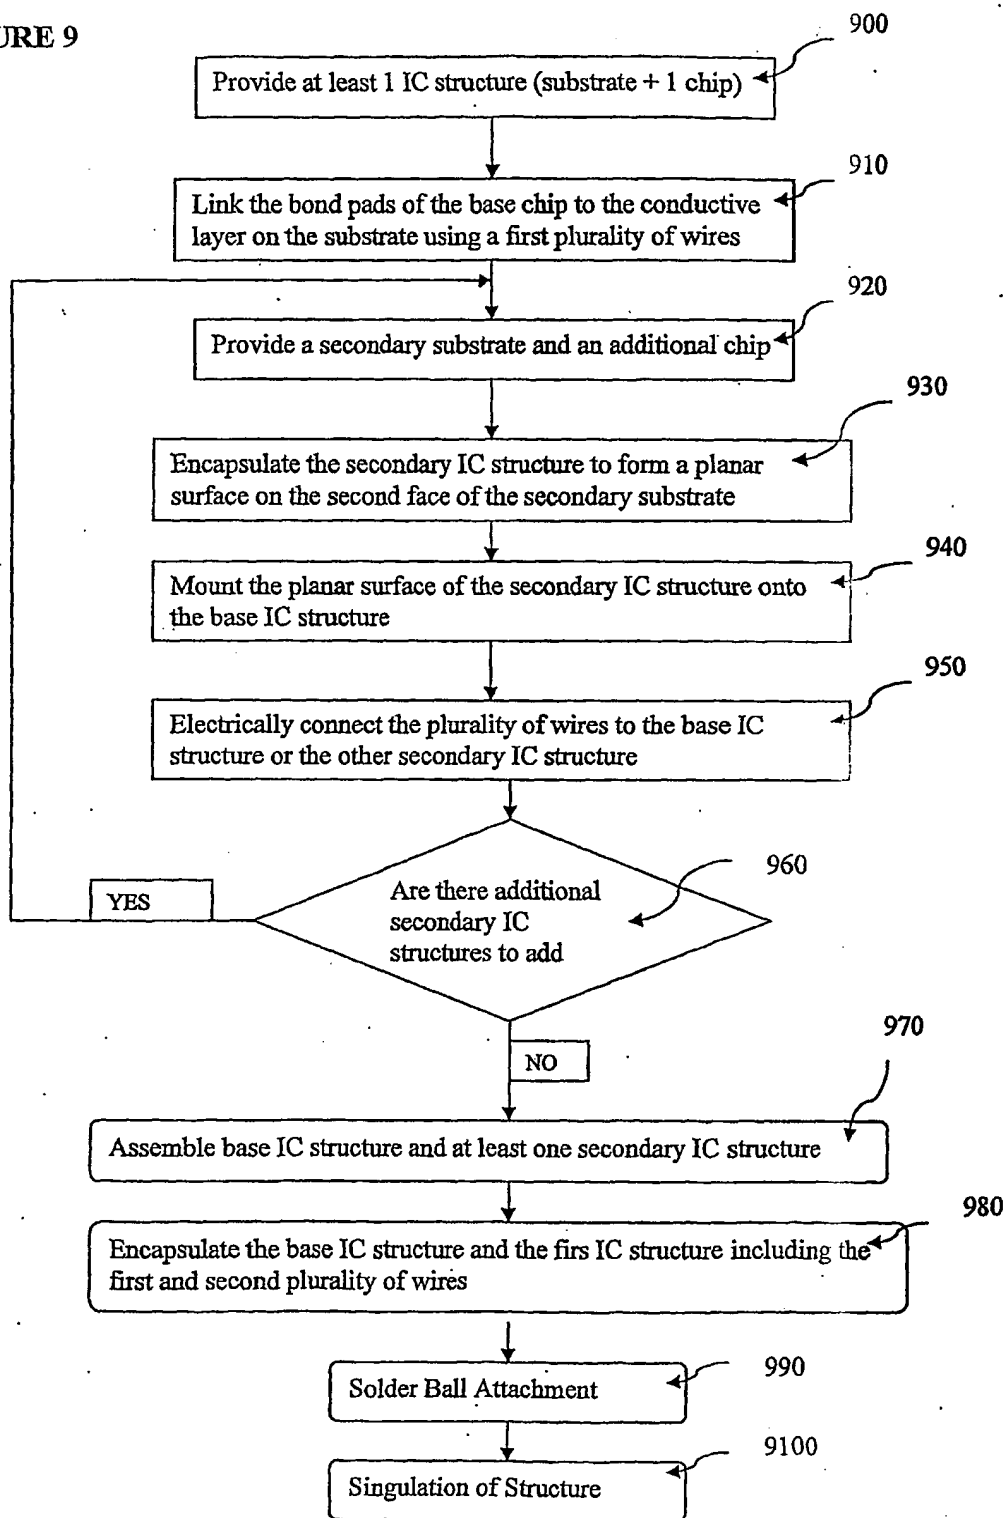 URE 9
900
Provide at least 1 IC structure (substrate + 1 chip)
910
Link the bond pads of the base chip to the conductive
layer on the substrate using a first plurality of wires
920
Provide a secondary substrate and an additional chip
930
Encapsulate the secondary IC structure to form a planar
surface on the second face of the secondary substrate
940
Mount the planar surface of the secondary IC structure onto
the base IC structure
950
Electrically connect the plurality of wires to the base IC
structure or the other secondary IC structure
960
Are there additional
secondary IC
structures to add
YES
NO
970
Assemble base IC structure and at least one secondary IC structure
980
Encapsulate the base IC structure and the firs IC structure including the
first and second plurality of wires
990
Solder Ball Attachment
9100
Singulation of Structure